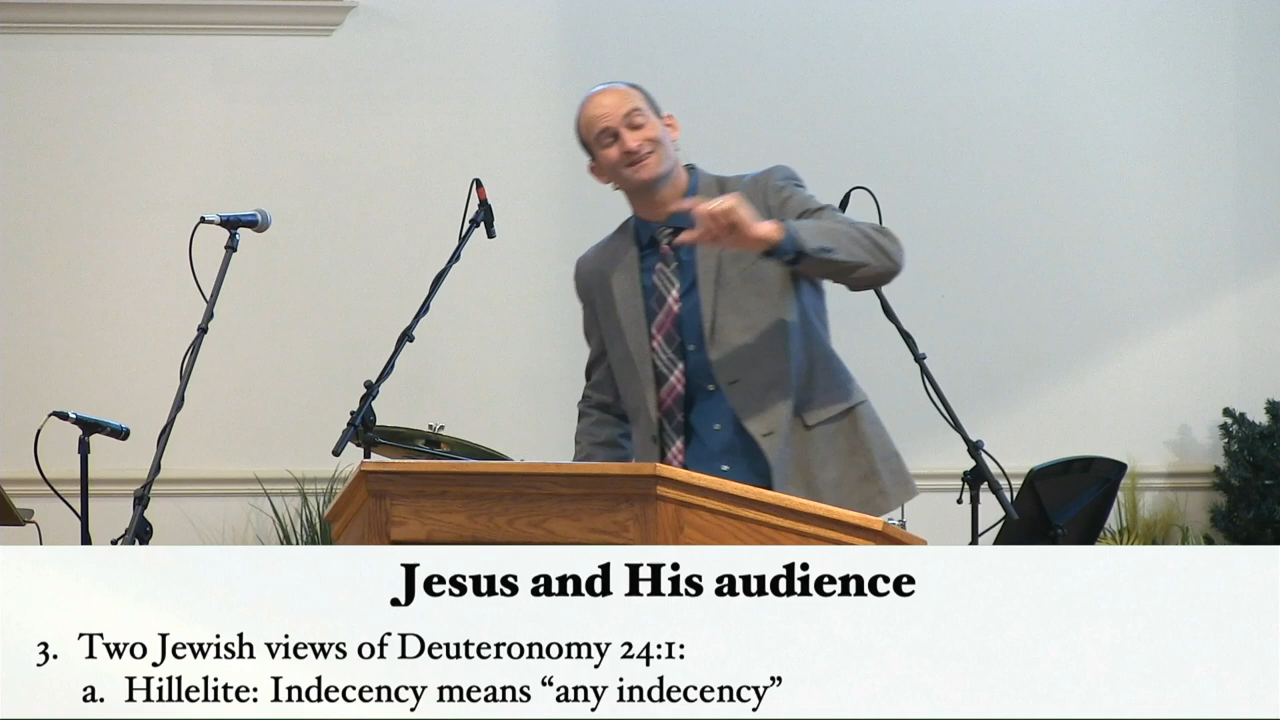 Jesus and His audience
3. Two Jewish views of Deuteronomy 24:1:
a. Hillelite: Indecency means “any indecency”